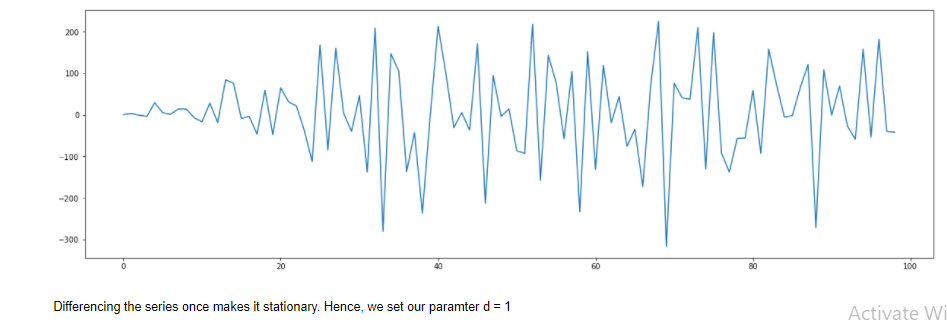 200
100
0
−100
−200
−300
0 20 40 60 80 100
Differencing the series once makes it stationary. Hence, we set our paramter d = 1
Activate Wi